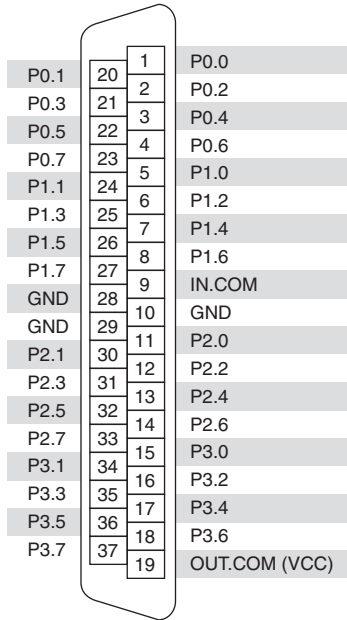 1 P0.0
P0.1 20
2 P0.2
P0.3 21
3 P0.4
P0.5 22
4 P0.6
P0.7 23
5 P1.0
P1.1 24
6 P1.2
P1.3 25
7 P1.4
P1.5 26
8 P1.6
P1.7 27
9 IN.COM
GND 28
10 GND
GND 29
11 P2.0
P2.1 30
12 P2.2
P2.3 31
13 P2.4
P2.5 32
14 P2.6
P2.7 33
15 P3.0
P3.1 34
16 P3.2
P3.3 35
17 P3.4
P3.5 36
18 P3.6
P3.7 37
19 OUT.COM (VCC)